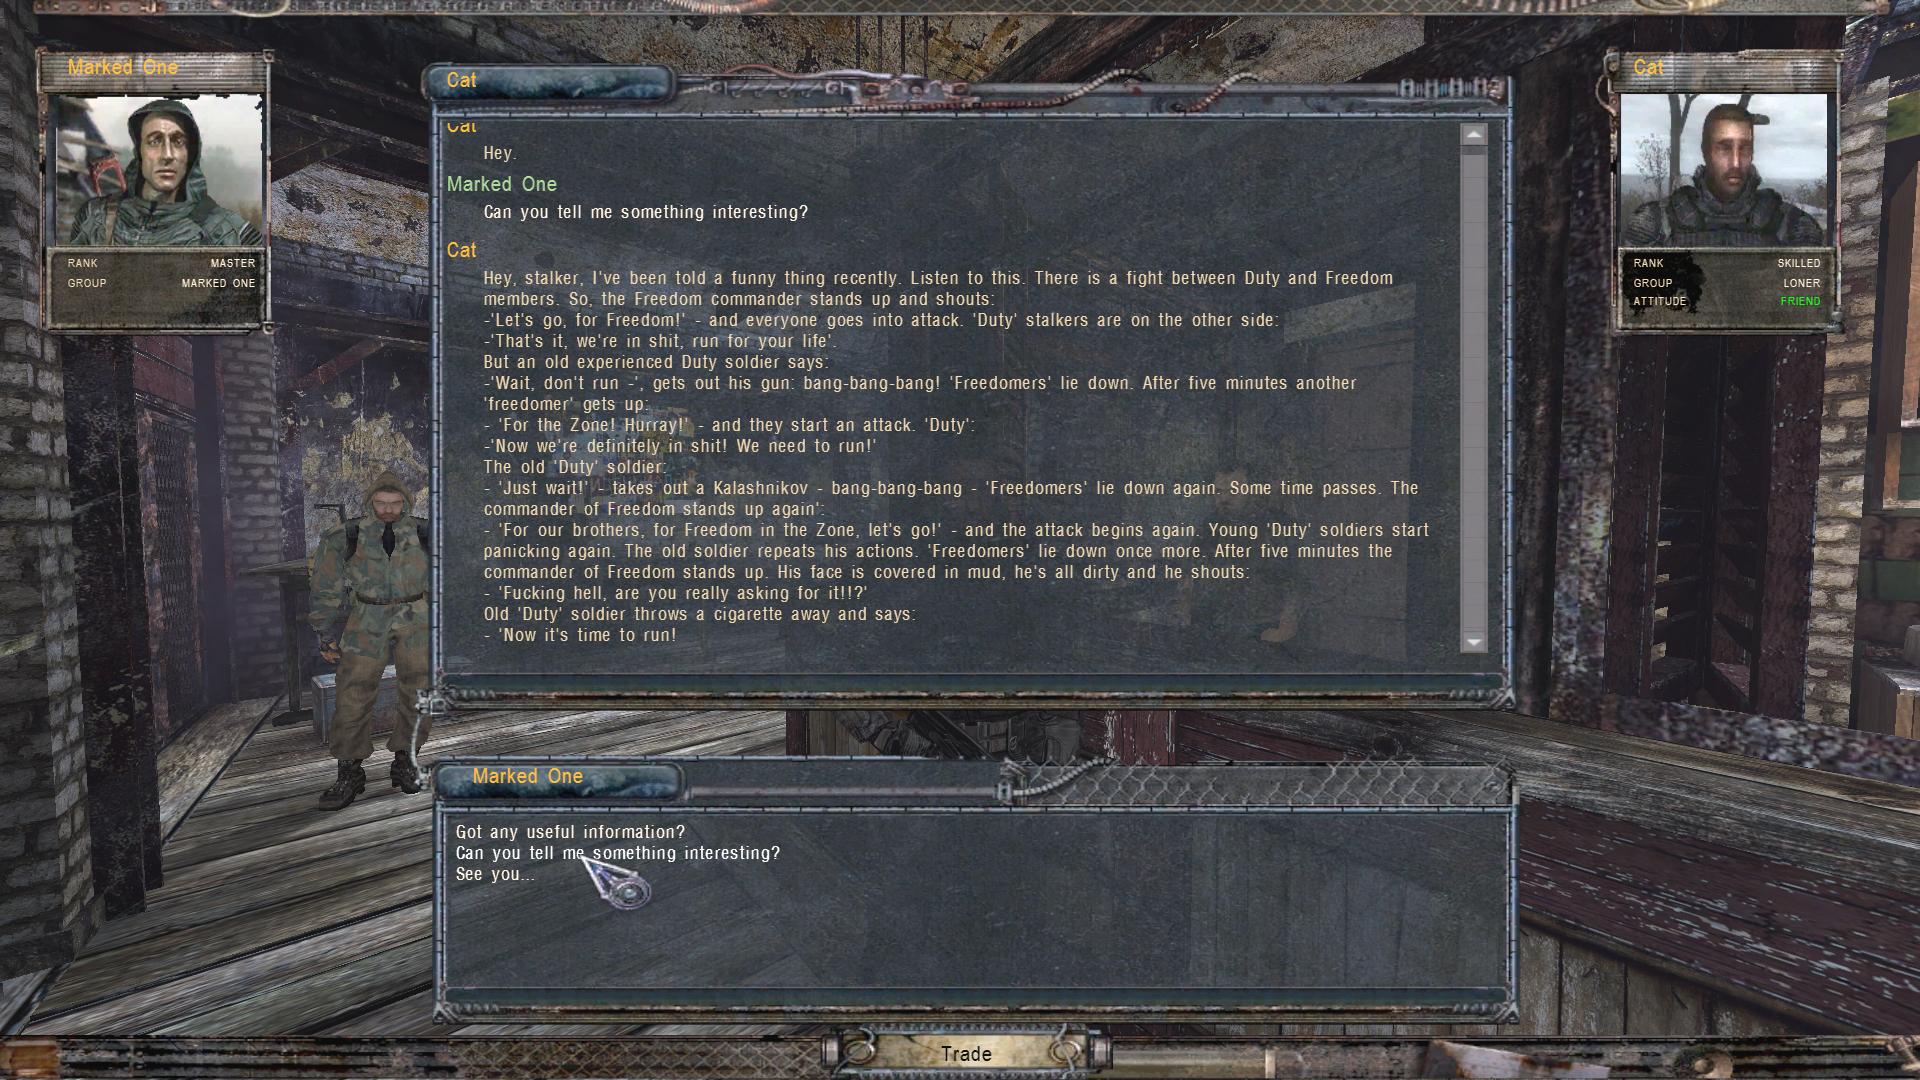 Marked One
Cat
Cat
Cat
Hey.
Marked One
Can you tell me something interesting?
Cat
Hey, stalker, I've been told a funny thing recently. Listen to this. There is a fight between Duty and Freedom
members. So, the Freedom commander stands up and shouts:
-'Let's go, for Freedom!' - and everyone goes into attack. 'Duty' stalkers are on the other side:
-'That's it, we're in shit, run for your life'.
But an old experienced Duty soldier says:
-'Wait, don't run -', gets out his gun: bang-bang-bang! 'Freedomers' lie down. After five minutes another
'freedomer' gets up:
- 'For the Zone! Hurray!' - and they start an attack. 'Duty':
-'Now we're definitely in shit! We need to run!'
The old 'Duty' soldier:
- 'Just wait!' - takes out a Kalashnikov - bang-bang-bang - 'Freedomers' lie down again. Some time passes. The
commander of Freedom stands up again':
- 'For our brothers, for Freedom in the Zone, let's go!' - and the attack begins again. Young 'Duty' soldiers start
panicking again. The old soldier repeats his actions. 'Freedomers' lie down once more. After five minutes the
commander of Freedom stands up. His face is covered in mud, he's all dirty and he shouts:
- 'Fucking hell, are you really asking for it!!?'
Old 'Duty' soldier throws a cigarette away and says:
- 'Now it's time to run!
RANK MASTER
GROUP MARKED ONE
RANK SKILLED
GROUP LONER
ATTITUDE FRIEND
Marked One
Got any useful information?
Can you tell me something interesting?
See you...
Trade